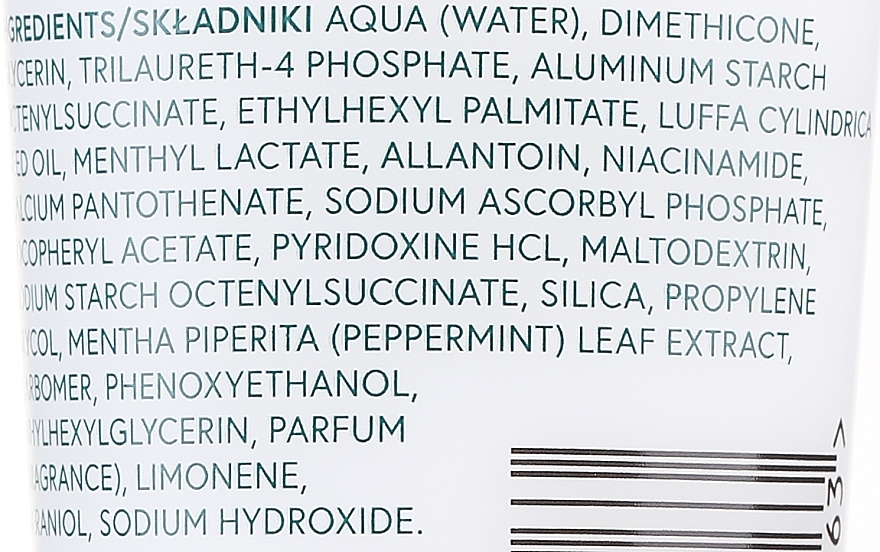 GREDIENTS/SKŁADNIKI AQUA (WATER), DIMETHICONE,
YCERIN, TRILAURETH-4 PHOSPHATE, ALUMINUM STARCH
TENYLSUCCINATE, ETHYLHEXYL PALMITATE, LUFFA CYLINDRICA
ED OIL, MENTHYL LACTATE, ALLANTOIN, NIACINAMIDE,
LCIUM PANTOTHENATE, SODIUM ASCORBYL PHOSPHATE,
COPHERYL ACETATE, PYRIDOXINE HCL, MALTODEXTRIN,
DIUM STARCH OCTENYLSUCCINATE, SILICA, PROPYLENE
YCOL, MENTHA PIPERITA (PEPPERMINT) LEAF EXTRACT,
RBOMER, PHENOXYETHANOL,
HYLHEXYLGLYCERIN, PARFUM
AGRANCE), LIMONENE,
RANIOL, SODIUM HYDROXIDE.
63 >